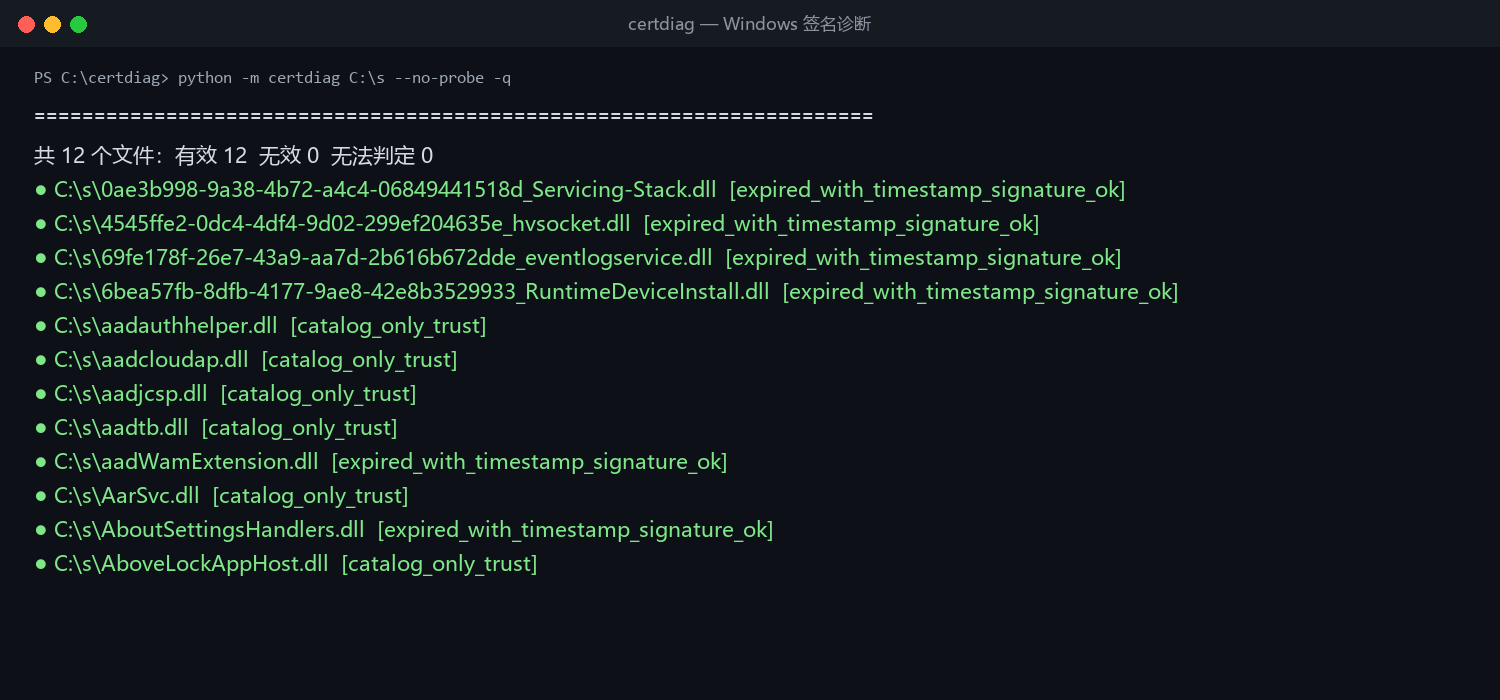 certdiag — Windows 签名诊断
PS C:\certdiag> python -m certdiag C:\s --no-probe -q
======================================================================
共 12 个文件: 有效 12  无效 0  无法判定 0
● C:\s\0ae3b998-9a38-4b72-a4c4-06849441518d_Servicing-Stack.dll  [expired_with_timestamp_signature_ok]
● C:\s\4545ffe2-0dc4-4df4-9d02-299ef204635e_hvsocket.dll  [expired_with_timestamp_signature_ok]
● C:\s\69fe178f-26e7-43a9-aa7d-2b616b672dde_eventlogservice.dll  [expired_with_timestamp_signature_ok]
● C:\s\6bea57fb-8dfb-4177-9ae8-42e8b3529933_RuntimeDeviceInstall.dll  [expired_with_timestamp_signature_ok]
● C:\s\aadauthhelper.dll  [catalog_only_trust]
● C:\s\aadcloudap.dll  [catalog_only_trust]
● C:\s\aadjcsp.dll  [catalog_only_trust]
● C:\s\aadtb.dll  [catalog_only_trust]
● C:\s\aadWamExtension.dll  [expired_with_timestamp_signature_ok]
● C:\s\AarSvc.dll  [catalog_only_trust]
● C:\s\AboutSettingsHandlers.dll  [expired_with_timestamp_signature_ok]
● C:\s\AboveLockAppHost.dll  [catalog_only_trust]